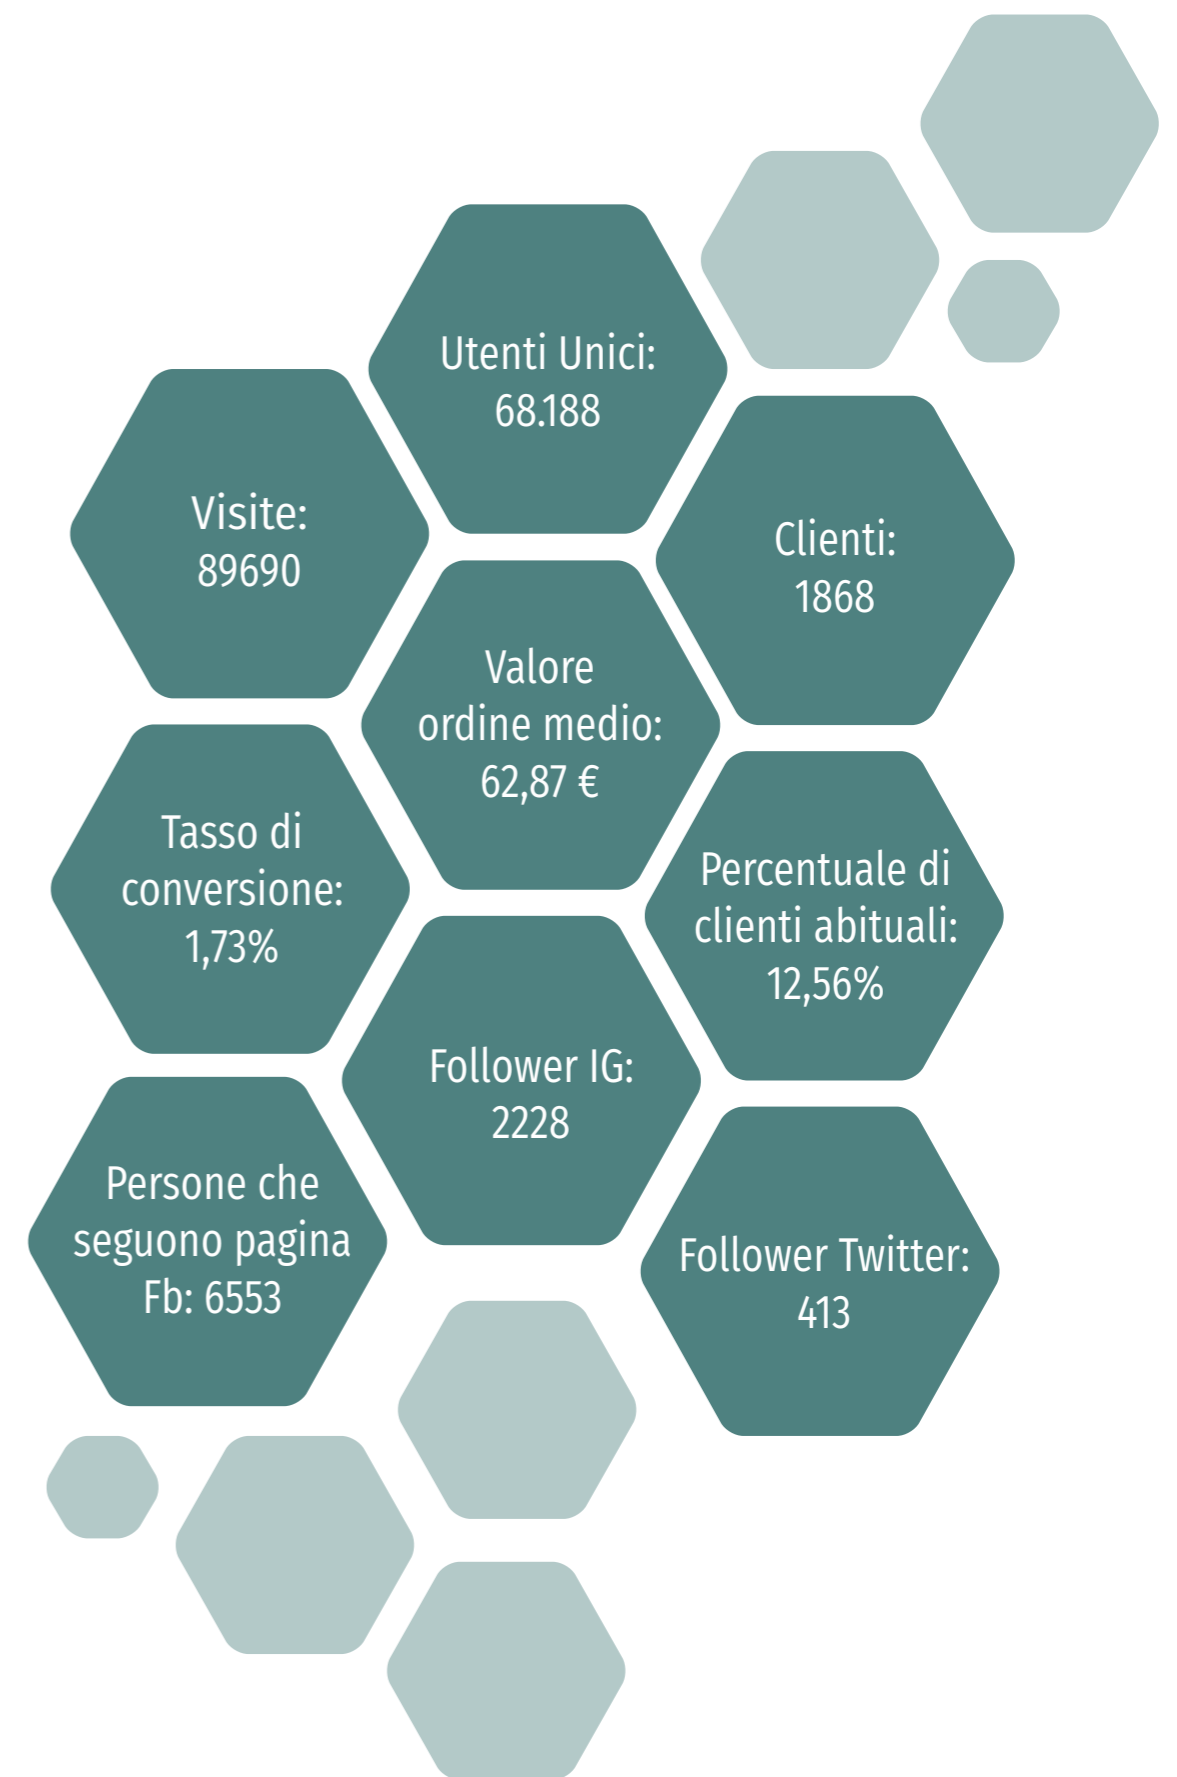 Utenti Unici:
68.188
Visite:
89690
Clienti:
1868
Valore
ordine medio:
62,87 €
Tasso di
conversione:
1,73%
Percentuale di
clienti abituali:
12,56%
Follower IG:
2228
Persone che
seguono pagina
Fb: 6553
Follower Twitter:
413